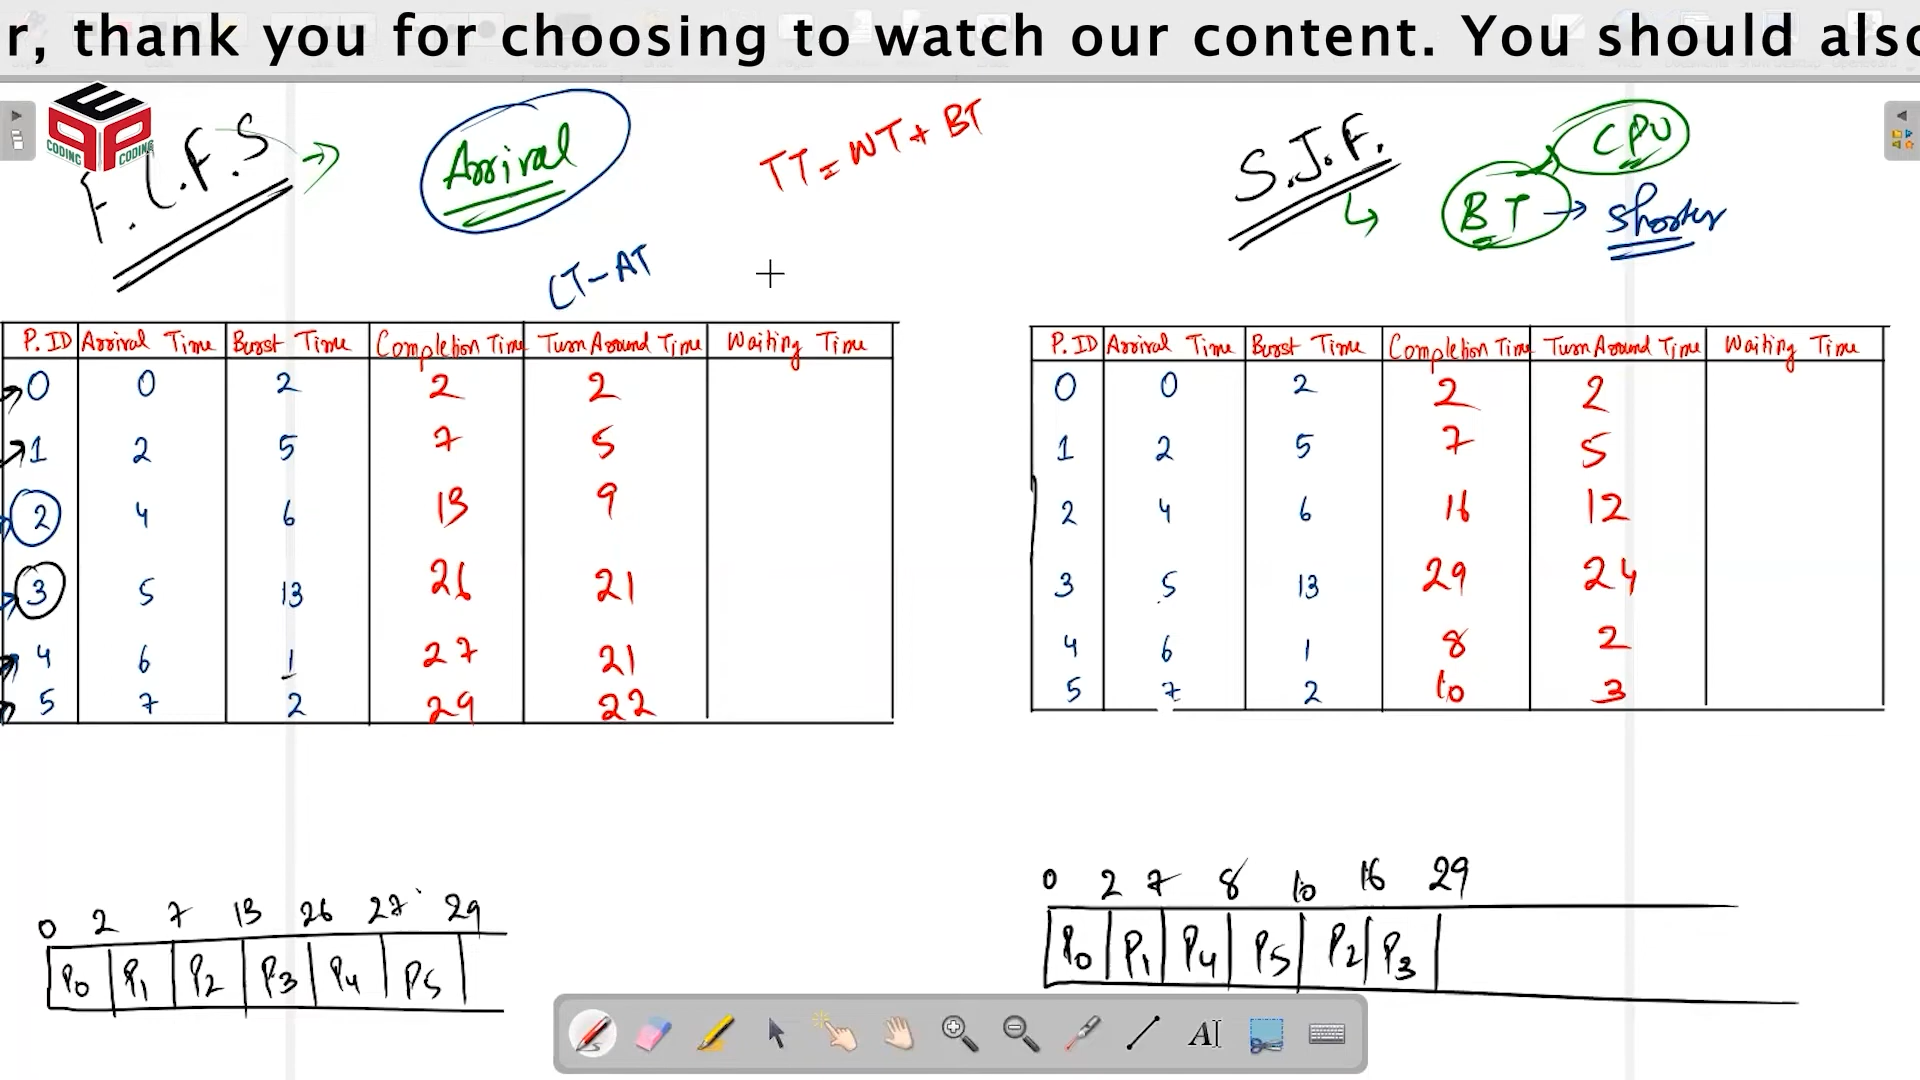 r, thank you for choosing to watch our content. You should also
CODING CODING
F.C.F.S →
Arrival
TT = WT + BT
CT - AT
S.J.F.
BT → Shorter
CPU
P.ID Arrival Time Burst Time Completion Time Turn Around Time Waiting Time
0 0 2 2 2
1 2 5 7 5
2 4 6 13 9
3 5 13 26 21
4 6 1 27 21
5 7 2 29 22
P.ID Arrival Time Burst Time Completion Time Turn Around Time Waiting Time
0 0 2 2 2
1 2 5 7 5
2 4 6 16 12
3 5 13 29 24
4 6 1 8 2
5 7 2 10 3
0 2 7 13 26 27 29
P0 P1 P2 P3 P4 P5
0 2 7 8 10 16 29
P0 P1 P4 P5 P2 P3
A